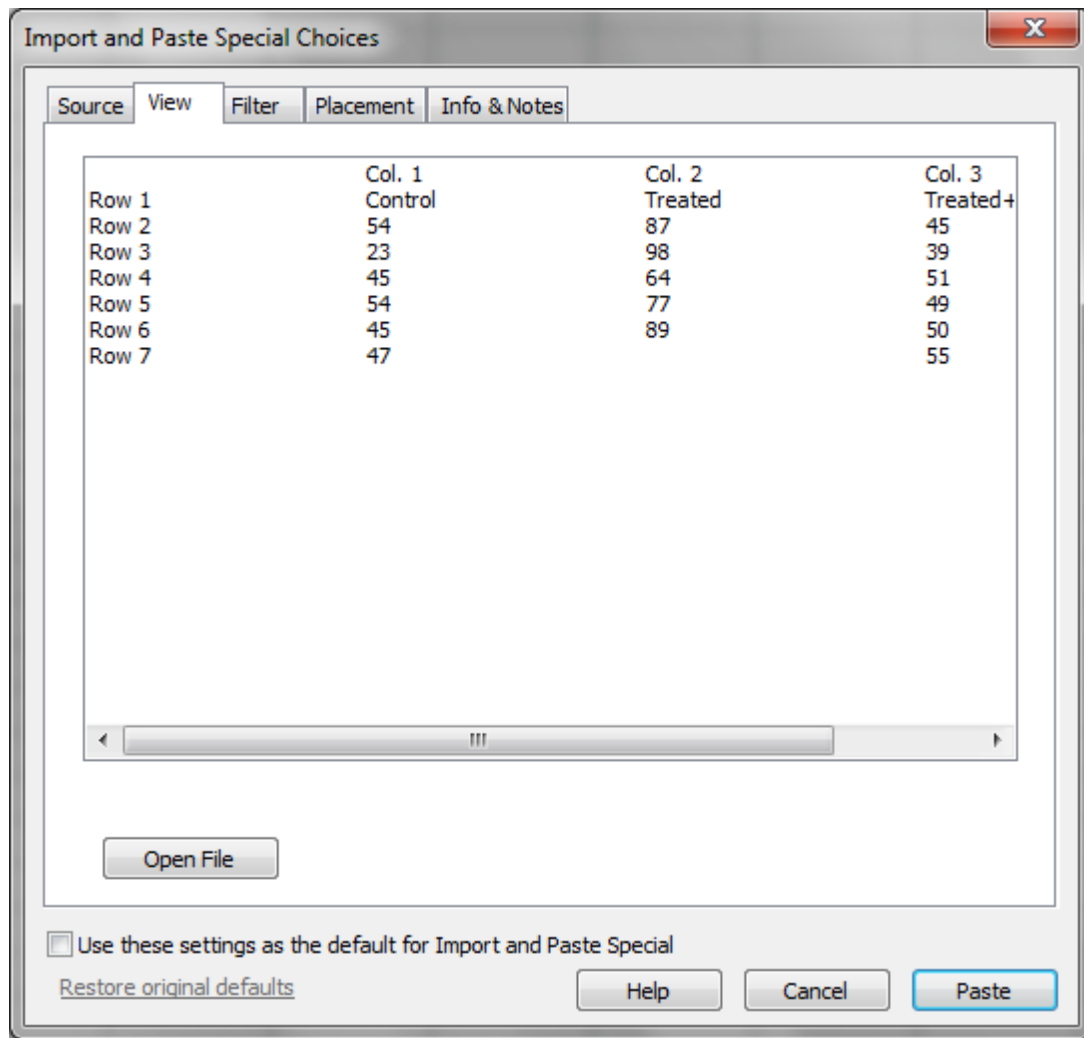 Import and Paste Special Choices
Source View Filter Placement Info & Notes
Col. 1 Col. 2 Col. 3
Row 1 Control Treated Treated+
Row 2 54 87 45
Row 3 23 98 39
Row 4 45 64 51
Row 5 54 77 49
Row 6 45 89 50
Row 7 47 55
Open File
Use these settings as the default for Import and Paste Special
Restore original defaults Help Cancel Paste